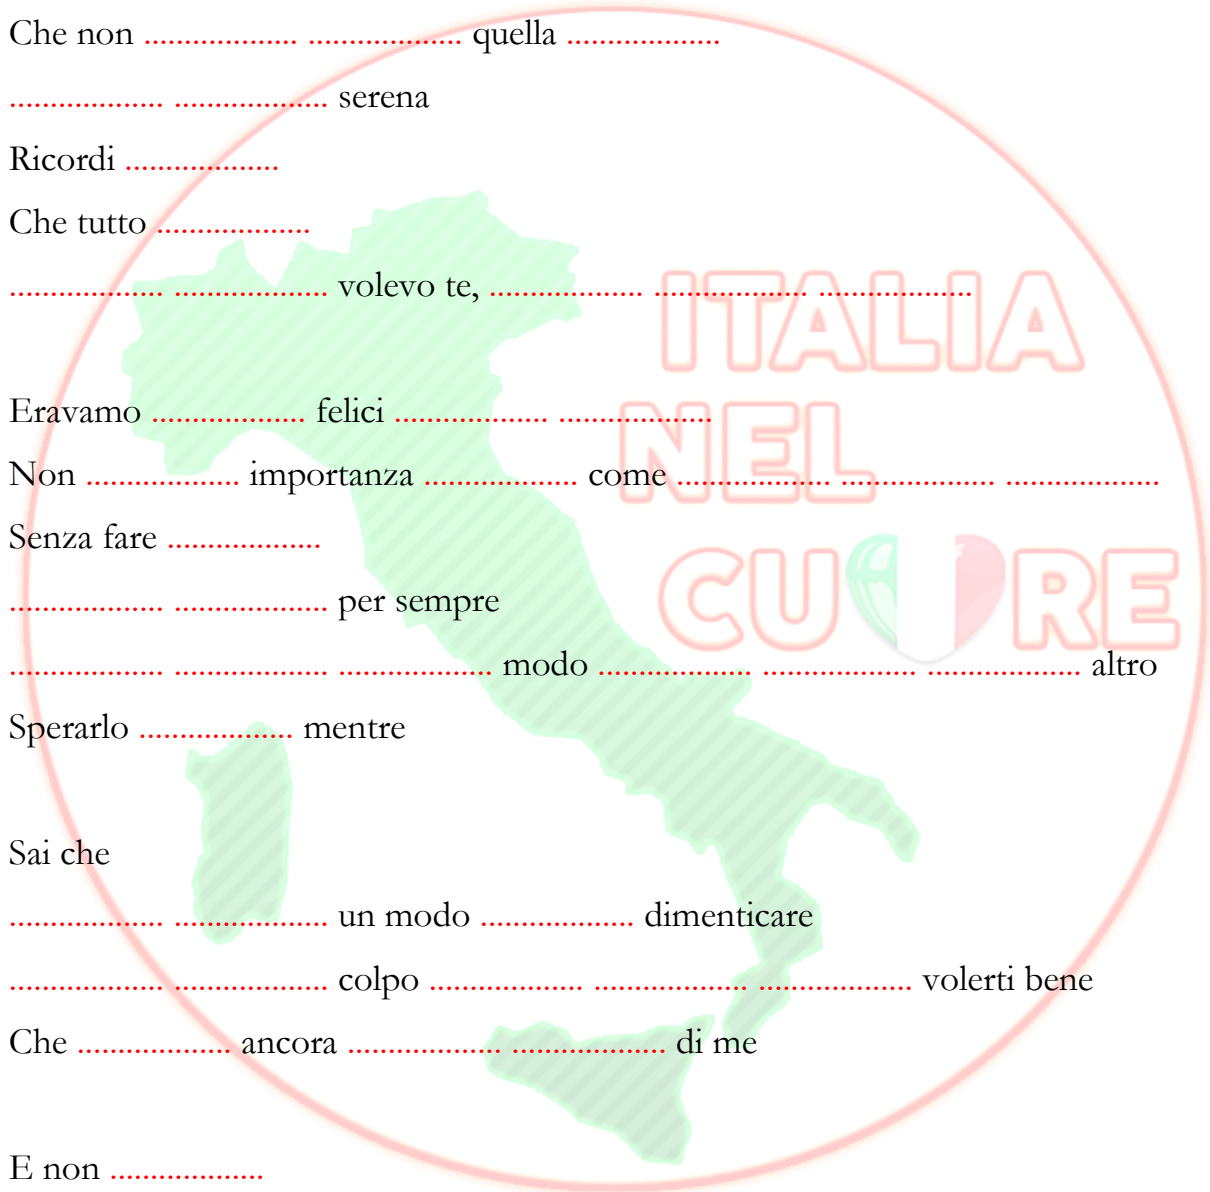 Che non ................... ................... quella ...................
................... ................... serena
Ricordi ...................
Che tutto ...................
................... ................... volevo te, ................... ................... ...................
Eravamo ................... felici ................... ...................
Non ................... importanza ................... come ................... ................... ...................
Senza fare ...................
................... ................... per sempre
................... ................... ................... modo ................... ................... ................... altro
Sperarlo ................... mentre
Sai che
................... ................... un modo ................... dimenticare
................... ................... colpo ................... ................... ................... volerti bene
Che ................... ancora ................... ................... di me
E non ...................
ITALIA
NEL
CUORE